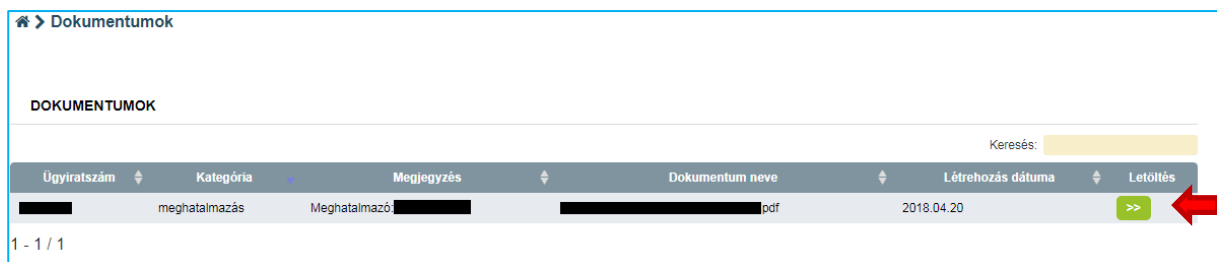 Dokumentumok
DOKUMENTUMOK
Keresés:
Ügyiratszám Kategória Megjegyzés Dokumentum neve Létrehozás dátuma Letöltés
meghatalmazás Meghatalmazó: pdf 2018.04.20 >>
1 - 1 / 1